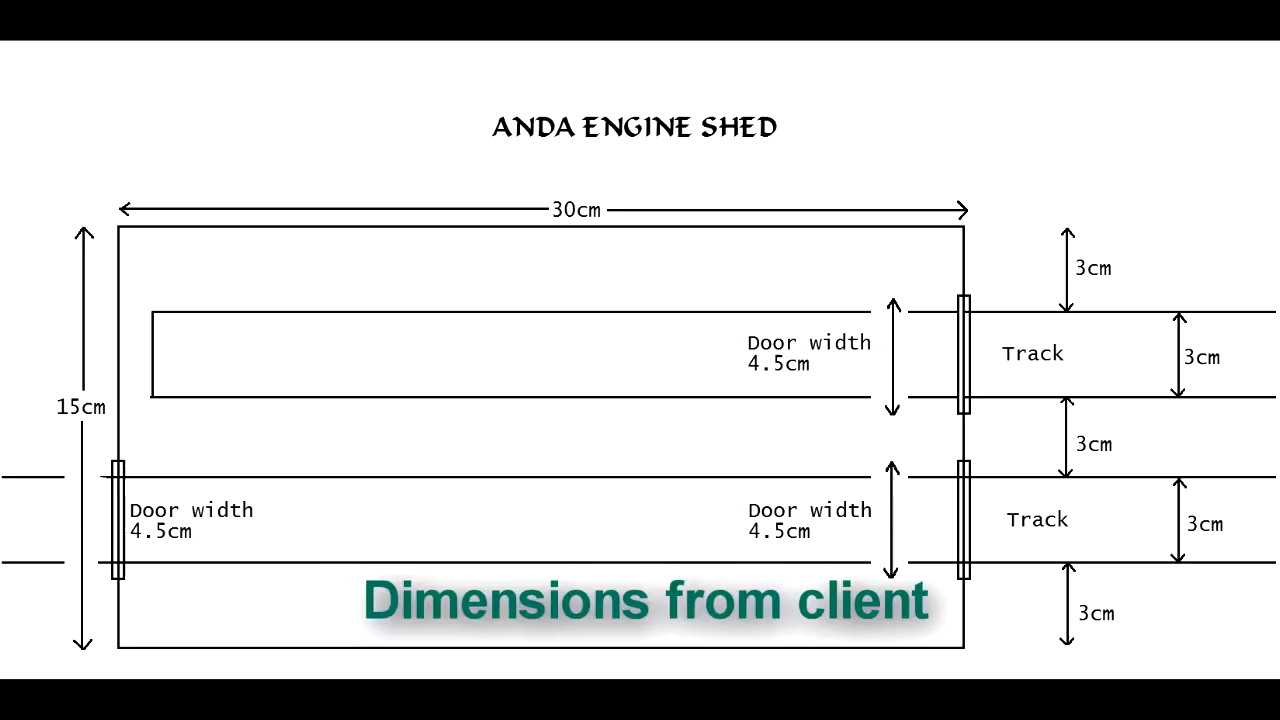 ANDA ENGINE SHED
30cm
3cm
Door width
4.5cm
Track
3cm
15cm
3cm
Door width
4.5cm
Door width
4.5cm
Track
3cm
Dimensions from client
3cm